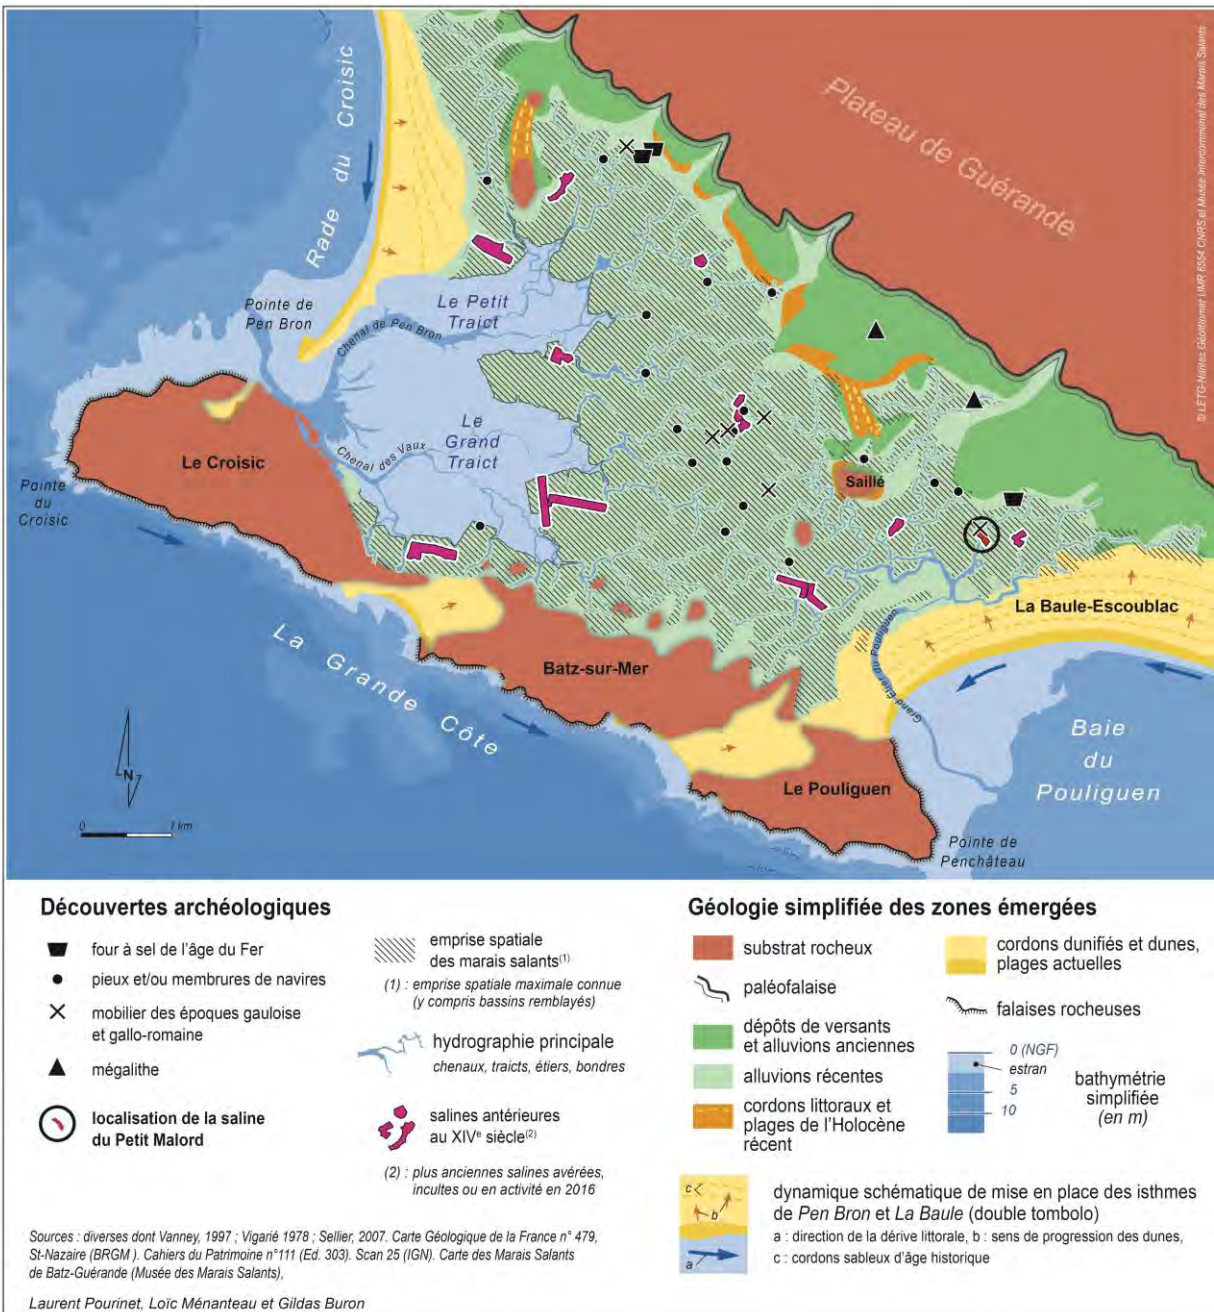 Plateau de Guérande
© LETG-Nantes Géolittomer UMR 6554 CNRS et Musée Intercommunal des Marais Salants
Rade du Croisic
Pointe de
Pen Bron
Le Petit
Traict
Chenal de Pen Bron
Le
Grand
Traict
Chenal des Vaux
Le Croisic
Pointe
du
Croisic
Saillé
La Baule-Escoublac
Grand Étier du Pouliguen
Batz-sur-Mer
La Grande Côte
Le Pouliguen
Baie
du
Pouliguen
Pointe de
Penchâteau
N
0 1 km
Découvertes archéologiques
four à sel de l'âge du Fer
pieux et/ou membrures de navires
mobilier des époques gauloise
et gallo-romaine
mégalithe
localisation de la saline
du Petit Malord
emprise spatiale
des marais salants(1)
(1) : emprise spatiale maximale connue
(y compris bassins remblayés)
hydrographie principale
chenaux, traicts, étiers, bondres
salines antérieures
au XIVe siècle(2)
(2) : plus anciennes salines avérées,
incultes ou en activité en 2016
Géologie simplifiée des zones émergées
substrat rocheux
paléofalaise
dépôts de versants
et alluvions anciennes
alluvions récentes
cordons littoraux et
plages de l'Holocène
récent
cordons dunifiés et dunes,
plages actuelles
falaises rocheuses
0 (NGF)
estran
5
10
bathymétrie
simplifiée
(en m)
c
b
a
dynamique schématique de mise en place des isthmes
de Pen Bron et La Baule (double tombolo)
a : direction de la dérive littorale, b : sens de progression des dunes,
c : cordons sableux d'âge historique
Sources : diverses dont Vanney, 1997 ; Vigarié 1978 ; Sellier, 2007. Carte Géologique de la France n° 479,
St-Nazaire (BRGM ). Cahiers du Patrimoine n°111 (Ed. 303). Scan 25 (IGN). Carte des Marais Salants
de Batz-Guérande (Musée des Marais Salants),
Laurent Pourinet, Loïc Ménanteau et Gildas Buron